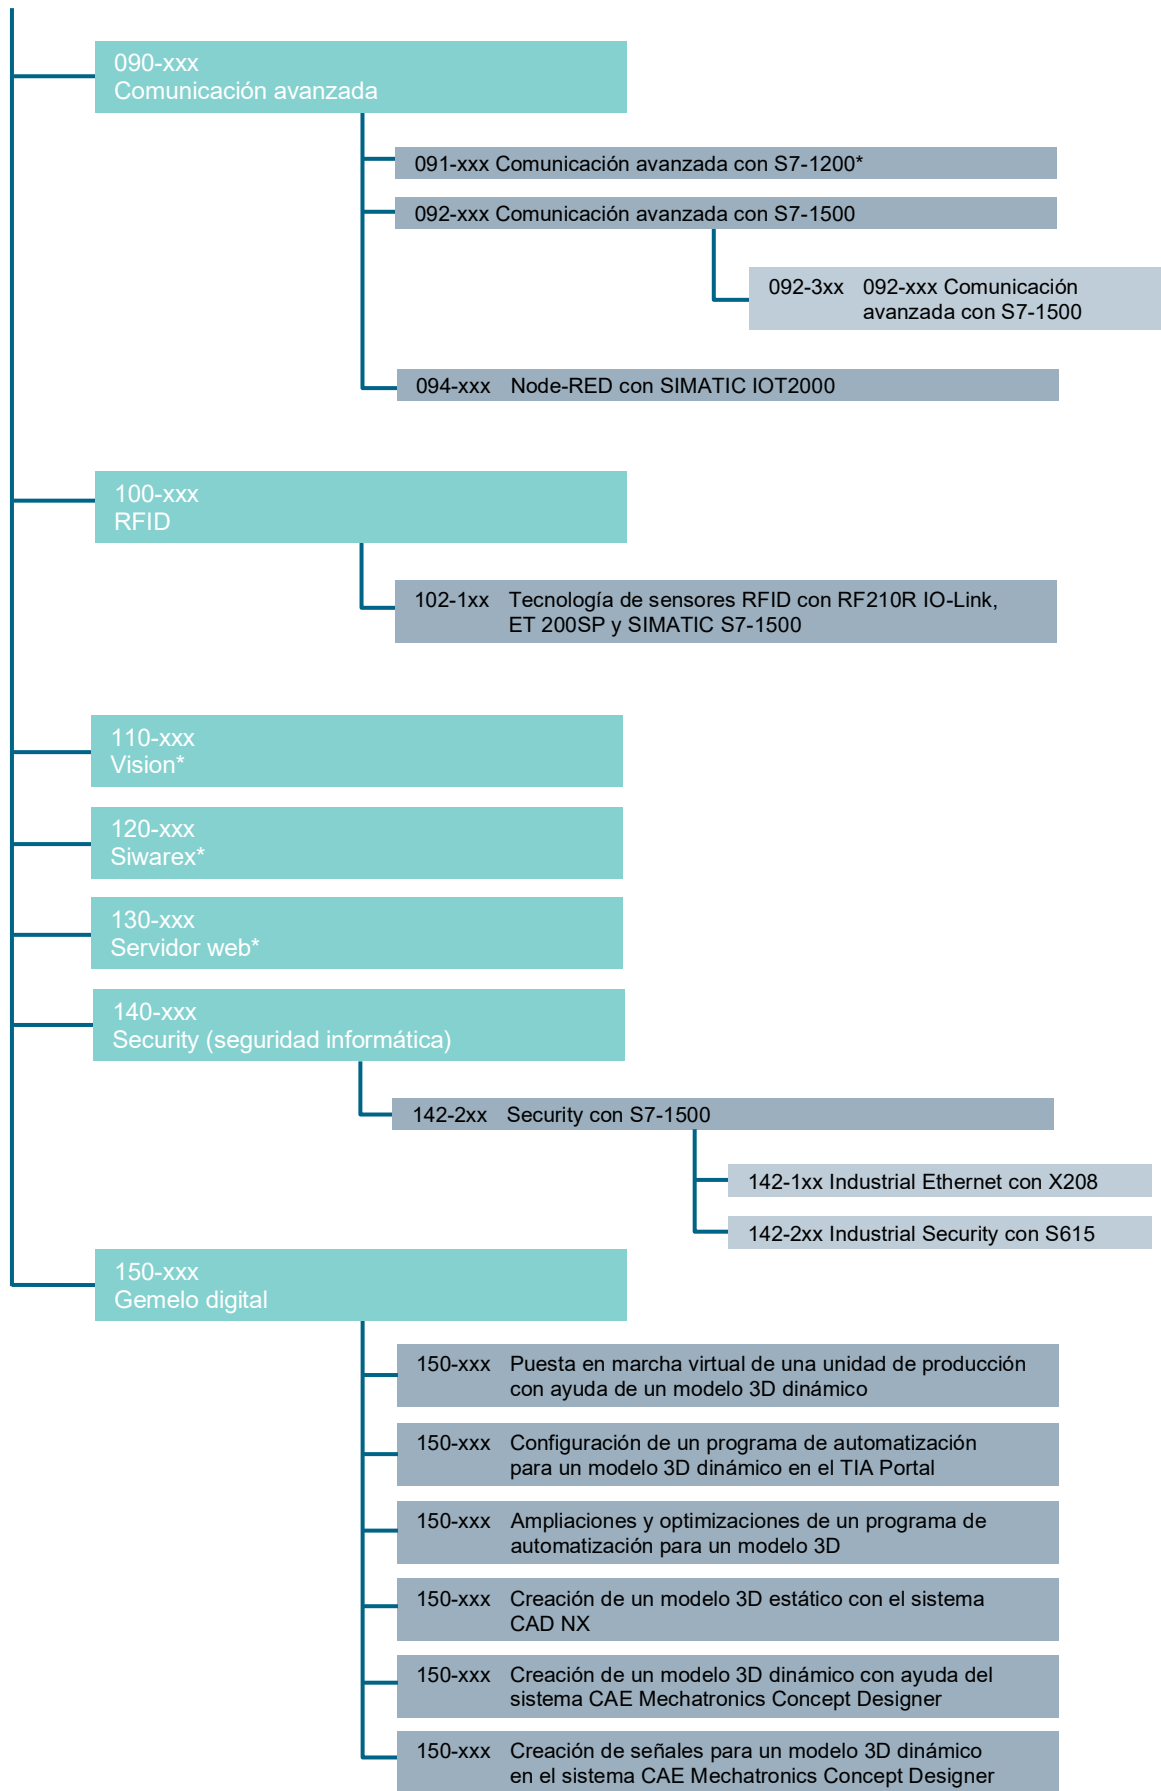 090-xxx
Comunicación avanzada
091-xxx Comunicación avanzada con S7-1200*
092-xxx Comunicación avanzada con S7-1500
092-3xx 092-xxx Comunicación
avanzada con S7-1500
094-xxx Node-RED con SIMATIC IOT2000
100-xxx
RFID
102-1xx Tecnología de sensores RFID con RF210R IO-Link,
ET 200SP y SIMATIC S7-1500
110-xxx
Vision*
120-xxx
Siwarex*
130-xxx
Servidor web*
140-xxx
Security (seguridad informática)
142-2xx Security con S7-1500
142-1xx Industrial Ethernet con X208
142-2xx Industrial Security con S615
150-xxx
Gemelo digital
150-xxx Puesta en marcha virtual de una unidad de producción
con ayuda de un modelo 3D dinámico
150-xxx Configuración de un programa de automatización
para un modelo 3D dinámico en el TIA Portal
150-xxx Ampliaciones y optimizaciones de un programa de
automatización para un modelo 3D
150-xxx Creación de un modelo 3D estático con el sistema
CAD NX
150-xxx Creación de un modelo 3D dinámico con ayuda del
sistema CAE Mechatronics Concept Designer
150-xxx Creación de señales para un modelo 3D dinámico
en el sistema CAE Mechatronics Concept Designer